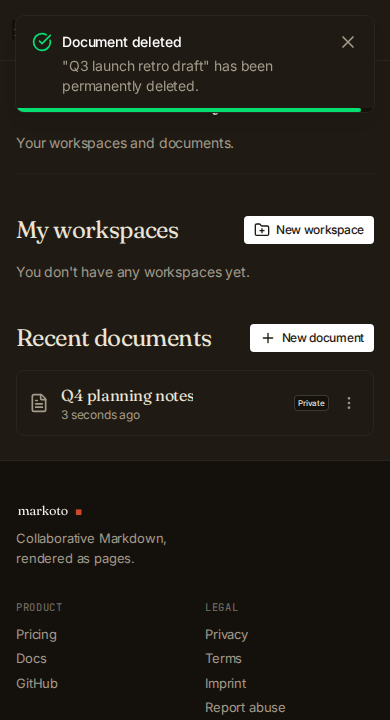 Document deleted
"Q3 launch retro draft" has been
permanently deleted.
Your workspaces and documents.
My workspaces
New workspace
You don't have any workspaces yet.
Recent documents
New document
Q4 planning notes
Private
3 seconds ago
markoto
Collaborative Markdown,
rendered as pages.
PRODUCT
LEGAL
Pricing
Privacy
Docs
Terms
GitHub
Imprint
Report abuse